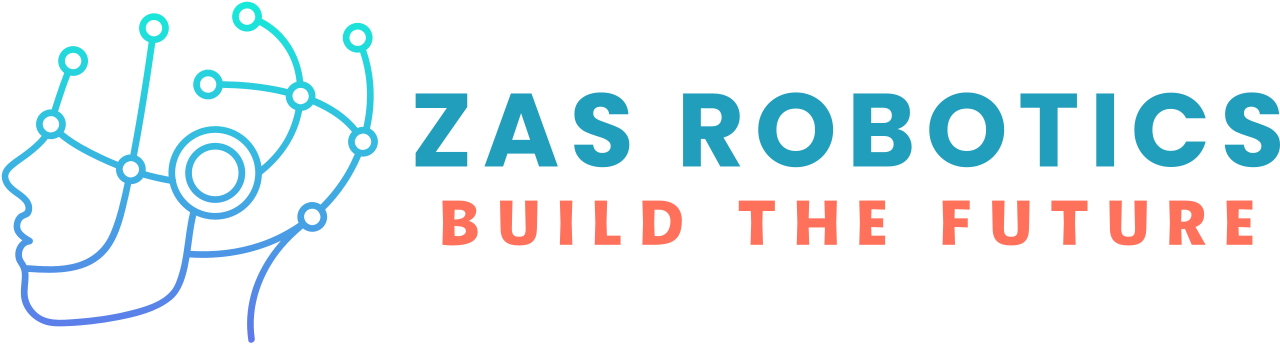 ZAS ROBOTICS
BUILD THE FUTURE